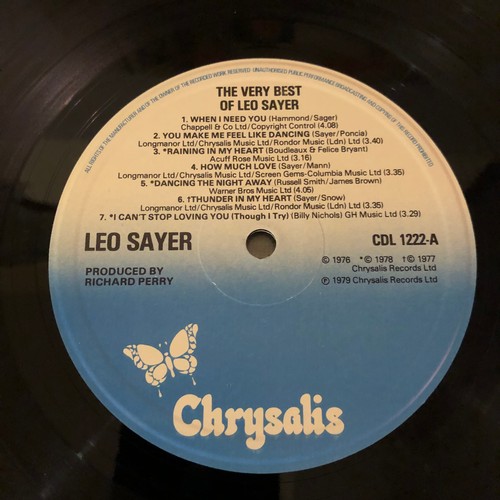 ALL RIGHTS OF THE MANUFACTURER AND OF THE OWNER OF THE RECORDED WORK RESERVED UNAUTHORISED PUBLIC PERFORMANCE BROADCASTING AND COPYING OF THIS RECORD PROHIBITED
THE VERY BEST
OF LEO SAYER
1. WHEN I NEED YOU (Hammond/Sager)
Chappell & Co Ltd/Copyright Control (4.08)
2. YOU MAKE ME FEEL LIKE DANCING (Sayer/Poncia)
Longmanor Ltd/Chrysalis Music Ltd/Rondor Music Ltd (3.40)
3. *RAINING IN MY HEART (Boudleaux & Felice Bryant)
Acuff Rose Music Ltd (3.16)
4. HOW MUCH LOVE (Sayer/Mann)
Longmanor Ltd/Chrysalis Music Ltd/Screen Gems-Columbia Music Ltd (3.35)
5. *DANCING THE NIGHT AWAY (Russell Smith/James Brown)
Warner Bros Music Ltd (4.05)
6. †THUNDER IN MY HEART (Sayer/Snow)
Longmanor Ltd/Chrysalis Music Ltd/Rondor Music (Ldn) Ltd (3.35)
7. *I CAN'T STOP LOVING YOU (Though I Try) (Billy Nichols) GH Music Ltd (3.29)
LEO SAYER
CDL 1222-A
PRODUCED BY
RICHARD PERRY
© 1976 *© 1978 †© 1977
Chrysalis Records Ltd
℗ 1979 Chrysalis Records Ltd
Chrysalis